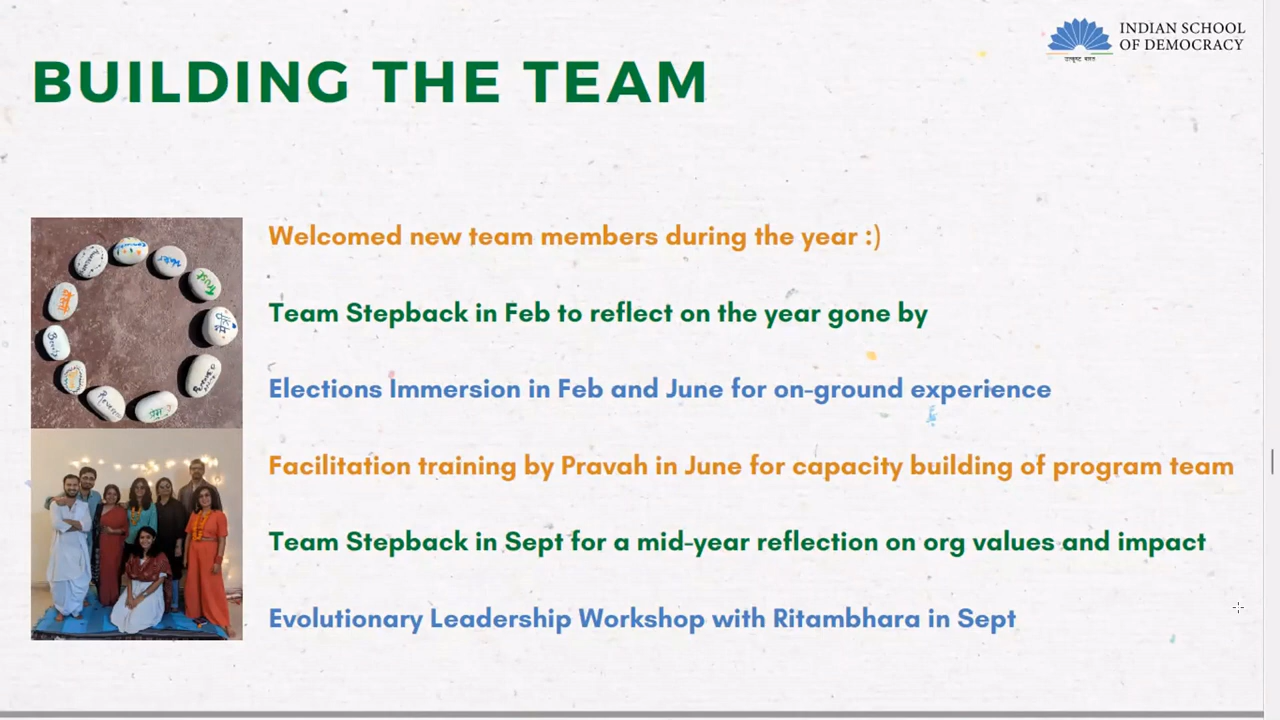 INDIAN SCHOOL
OF DEMOCRACY
उत्कृष्ट भारत
BUILDING THE TEAM
Welcomed new team members during the year :)
Team Stepback in Feb to reflect on the year gone by
Elections Immersion in Feb and June for on-ground experience
Facilitation training by Pravah in June for capacity building of program team
Team Stepback in Sept for a mid-year reflection on org values and impact
Evolutionary Leadership Workshop with Ritambhara in Sept
Trust
प्रेम